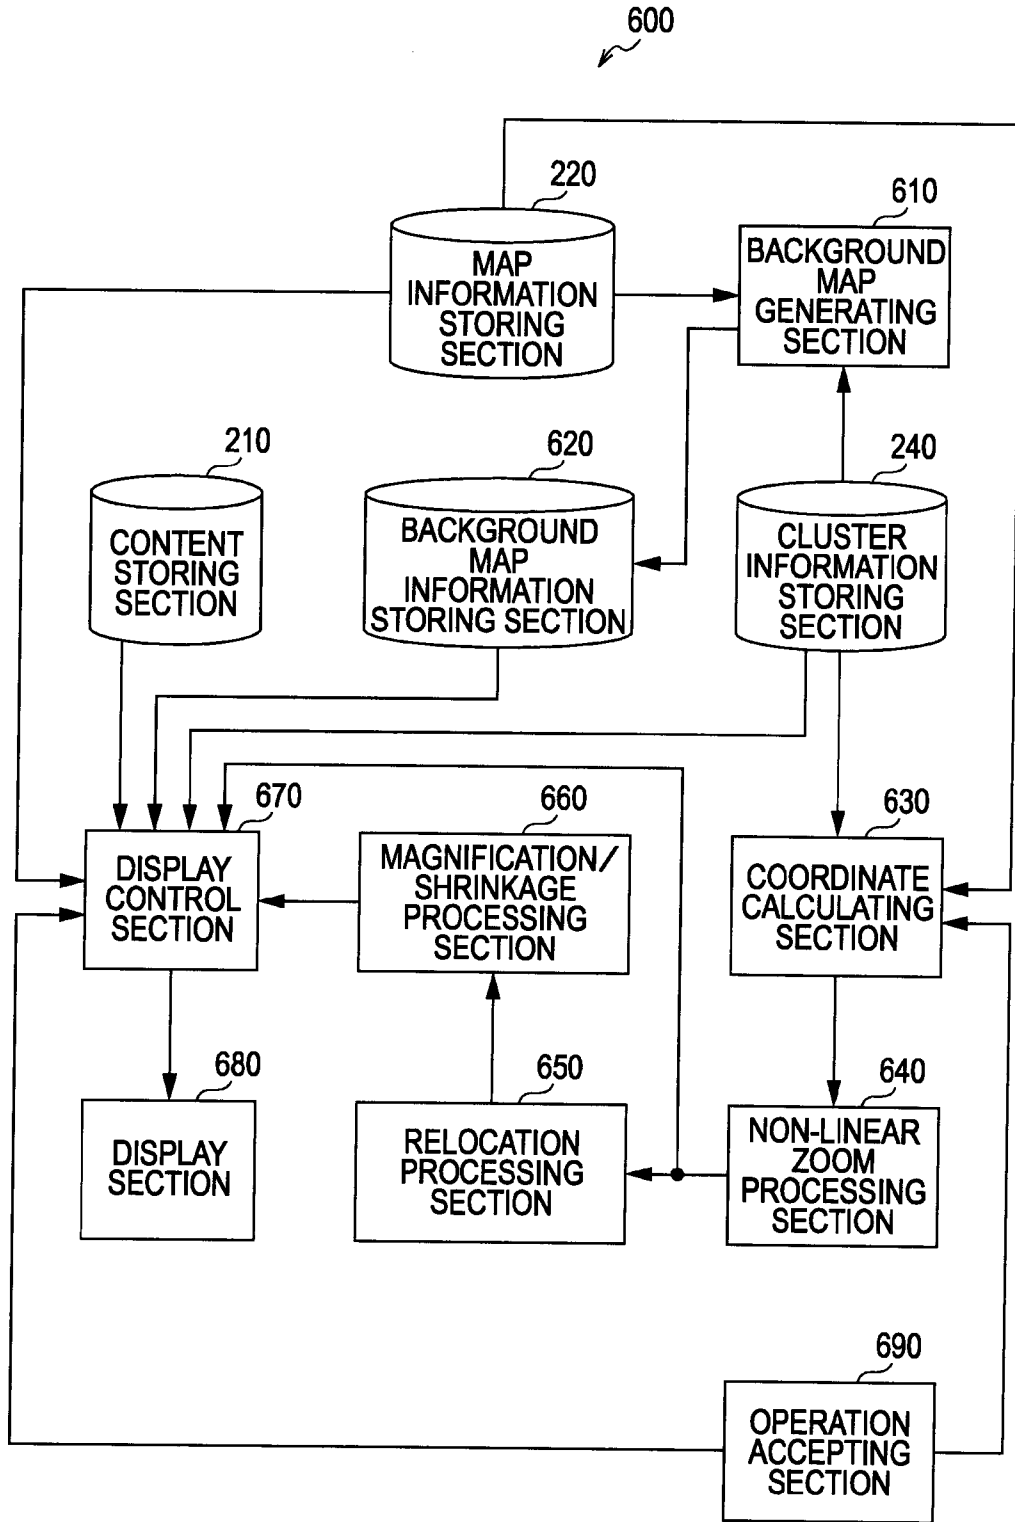 600
220
MAP
INFORMATION
STORING
SECTION
610
BACKGROUND
MAP
GENERATING
SECTION
210
CONTENT
STORING
SECTION
620
BACKGROUND
MAP
INFORMATION
STORING SECTION
240
CLUSTER
INFORMATION
STORING
SECTION
670
DISPLAY
CONTROL
SECTION
660
MAGNIFICATION/
SHRINKAGE
PROCESSING
SECTION
630
COORDINATE
CALCULATING
SECTION
680
DISPLAY
SECTION
650
RELOCATION
PROCESSING
SECTION
640
NON-LINEAR
ZOOM
PROCESSING
SECTION
690
OPERATION
ACCEPTING
SECTION